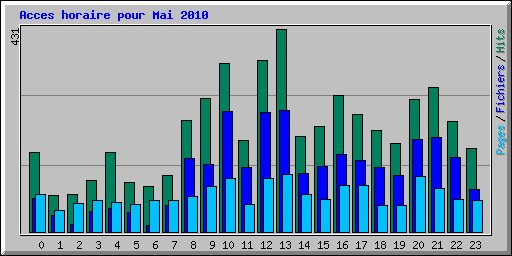 Acces horaire pour Mai 2010
431
Pages / Fichiers / Hits
0 1 2 3 4 5 6 7 8 9 10 11 12 13 14 15 16 17 18 19 20 21 22 23